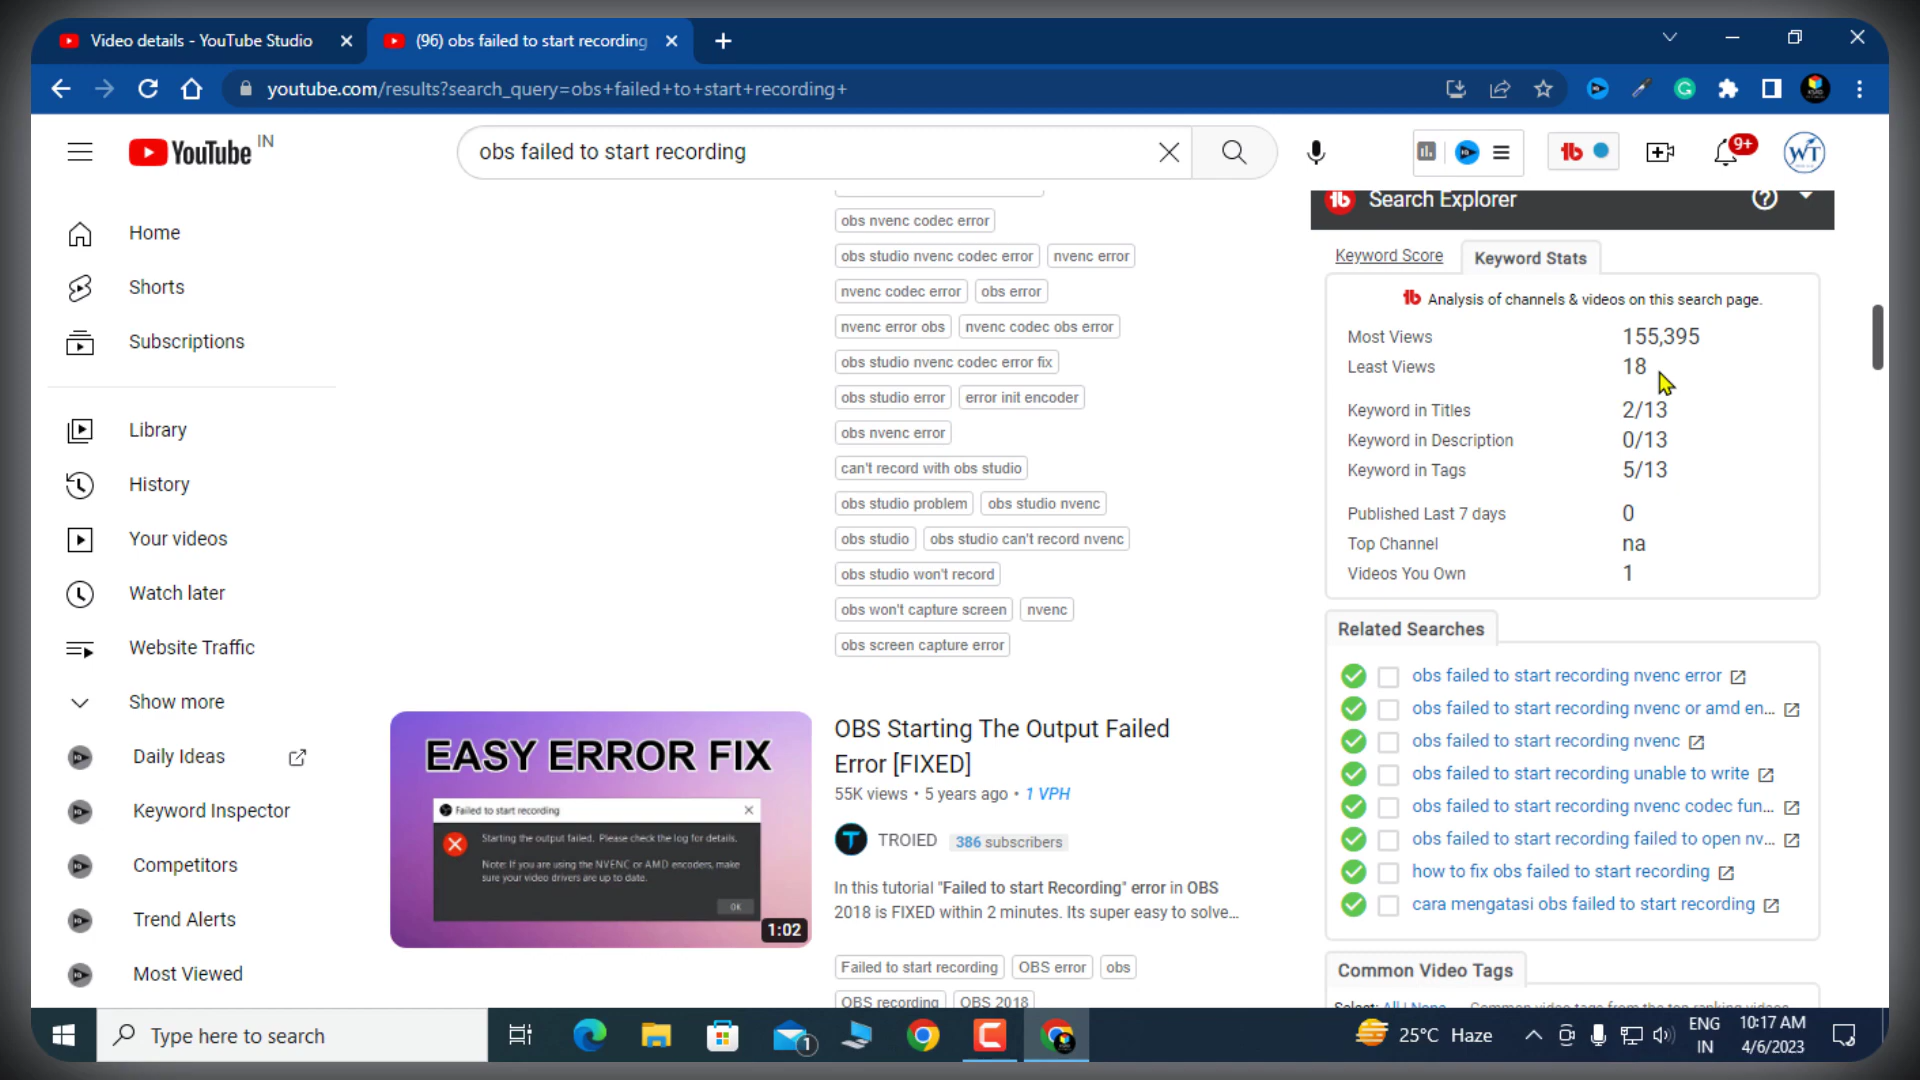 Video details - YouTube Studio
(96) obs failed to start recording
youtube.com/results?search_query=obs+failed+to+start+recording+
YouTube IN
obs failed to start recording
9+
WT
Home
Shorts
Subscriptions
Library
History
Your videos
Watch later
Website Traffic
Show more
Daily Ideas
Keyword Inspector
Competitors
Trend Alerts
Most Viewed
obs nvenc codec error
obs studio nvenc codec error nvenc error
nvenc codec error obs error
nvenc error obs nvenc codec obs error
obs studio nvenc codec error fix
obs studio error error init encoder
obs nvenc error
can't record with obs studio
obs studio problem obs studio nvenc
obs studio obs studio can't record nvenc
obs studio won't record
obs won't capture screen nvenc
obs screen capture error
EASY ERROR FIX
Failed to start recording
Starting the output failed. Please check the log for details.
Note: If you are using the NVENC or AMD encoders, make
sure your video drivers are up to date.
OK
1:02
OBS Starting The Output Failed
Error [FIXED]
55K views • 5 years ago • 1 VPH
T TROIED 386 subscribers
In this tutorial "Failed to start Recording" error in OBS
2018 is FIXED within 2 minutes. Its super easy to solve...
Failed to start recording OBS error obs
OBS recording OBS 2018
tb Search Explorer
Keyword Score Keyword Stats
tb Analysis of channels & videos on this search page.
Most Views 155,395
Least Views 18
Keyword in Titles 2/13
Keyword in Description 0/13
Keyword in Tags 5/13
Published Last 7 days 0
Top Channel na
Videos You Own 1
Related Searches
obs failed to start recording nvenc error
obs failed to start recording nvenc or amd en...
obs failed to start recording nvenc
obs failed to start recording unable to write
obs failed to start recording nvenc codec fun...
obs failed to start recording failed to open nv...
how to fix obs failed to start recording
cara mengatasi obs failed to start recording
Common Video Tags
Select: All | None Common video tags from the top ranking videos
Type here to search
1
25°C Haze
ENG
IN
10:17 AM
4/6/2023